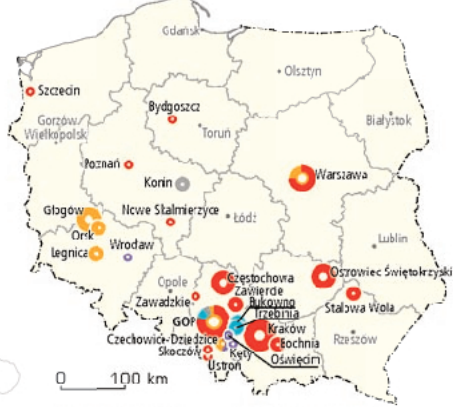 Gdańsk
Olsztyn
Szczecin
Bydgoszcz
Białystok
Gorzów
Wielkopolsk
Toruń
Poznań
Warszawa
Konin
Głogów
Nowe Skalmierzyce
Łódź
Orsk
Wrocław
Lublin
Legnica
Opole
Częstochowa
Ostrowiec Świętokrzyski
Zawiercie
Zawadzkie
Bukowno
Stalowa Wola
Trzebinia
GOP
Kraków
Rzeszów
Czechowice-Dziedzice
Bochnia
Skoczów
Kęty
Oświęcim
Ustroń
0 100 km